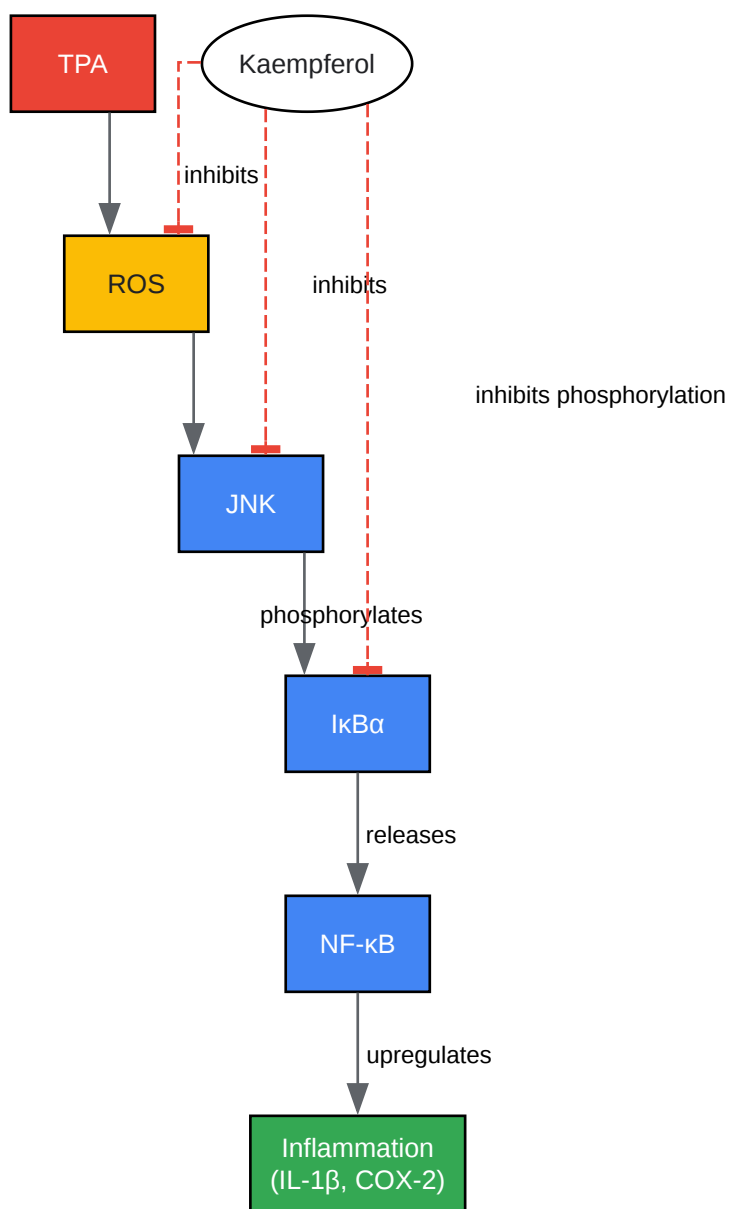 TPA
Kaempferol
inhibits
ROS
inhibits
inhibits phosphorylation
JNK
phosphorylates
IκBα
releases
NF-κB
upregulates
Inflammation
(IL-1β, COX-2)